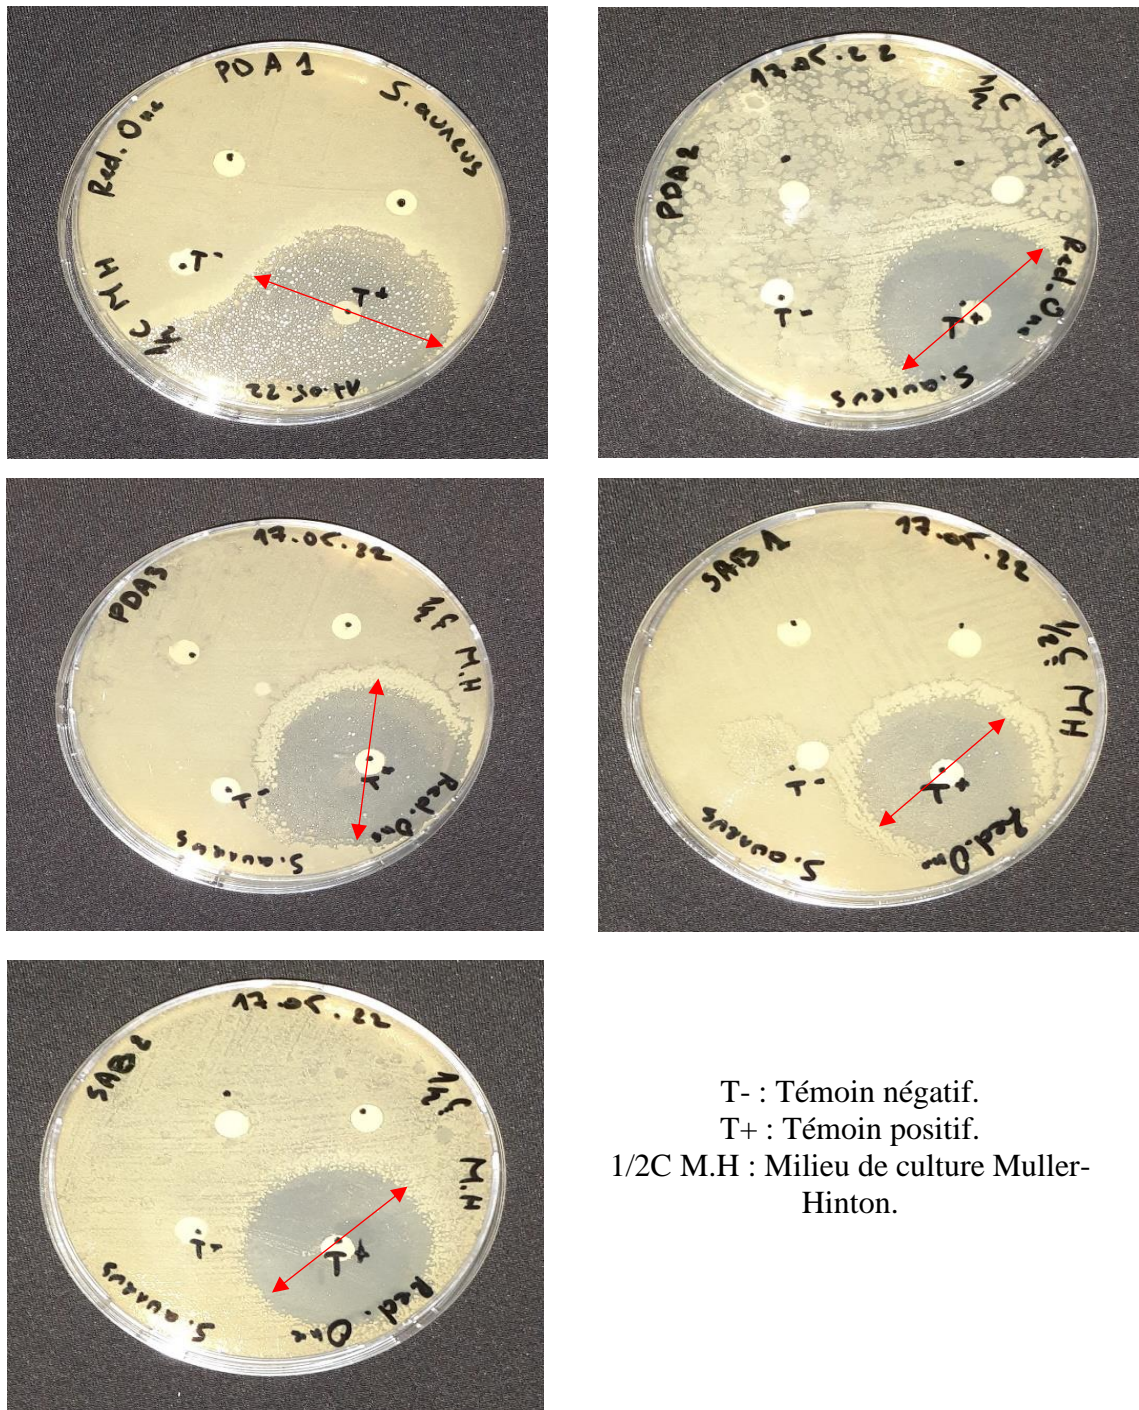 PDA 1
S. aureus
Red. One
T-
T+
1/2 C MH
17.05.22
17.05.22
1/2 C MH
PDA2
Red. One
T-
T+
S. aureus
17.05.22
PDA3
1/2 C M.H
T-
T+
Red. One
S. aureus
SAB 1
17.05.22
1/2 C: MH
T-
T+
Red. One
S. aureus
17.05.22
SAB 2
1/2 C: M.H
T-
T+
S. aureus
Red. One
T- : Témoin négatif.
T+ : Témoin positif.
1/2C M.H : Milieu de culture Muller-
Hinton.